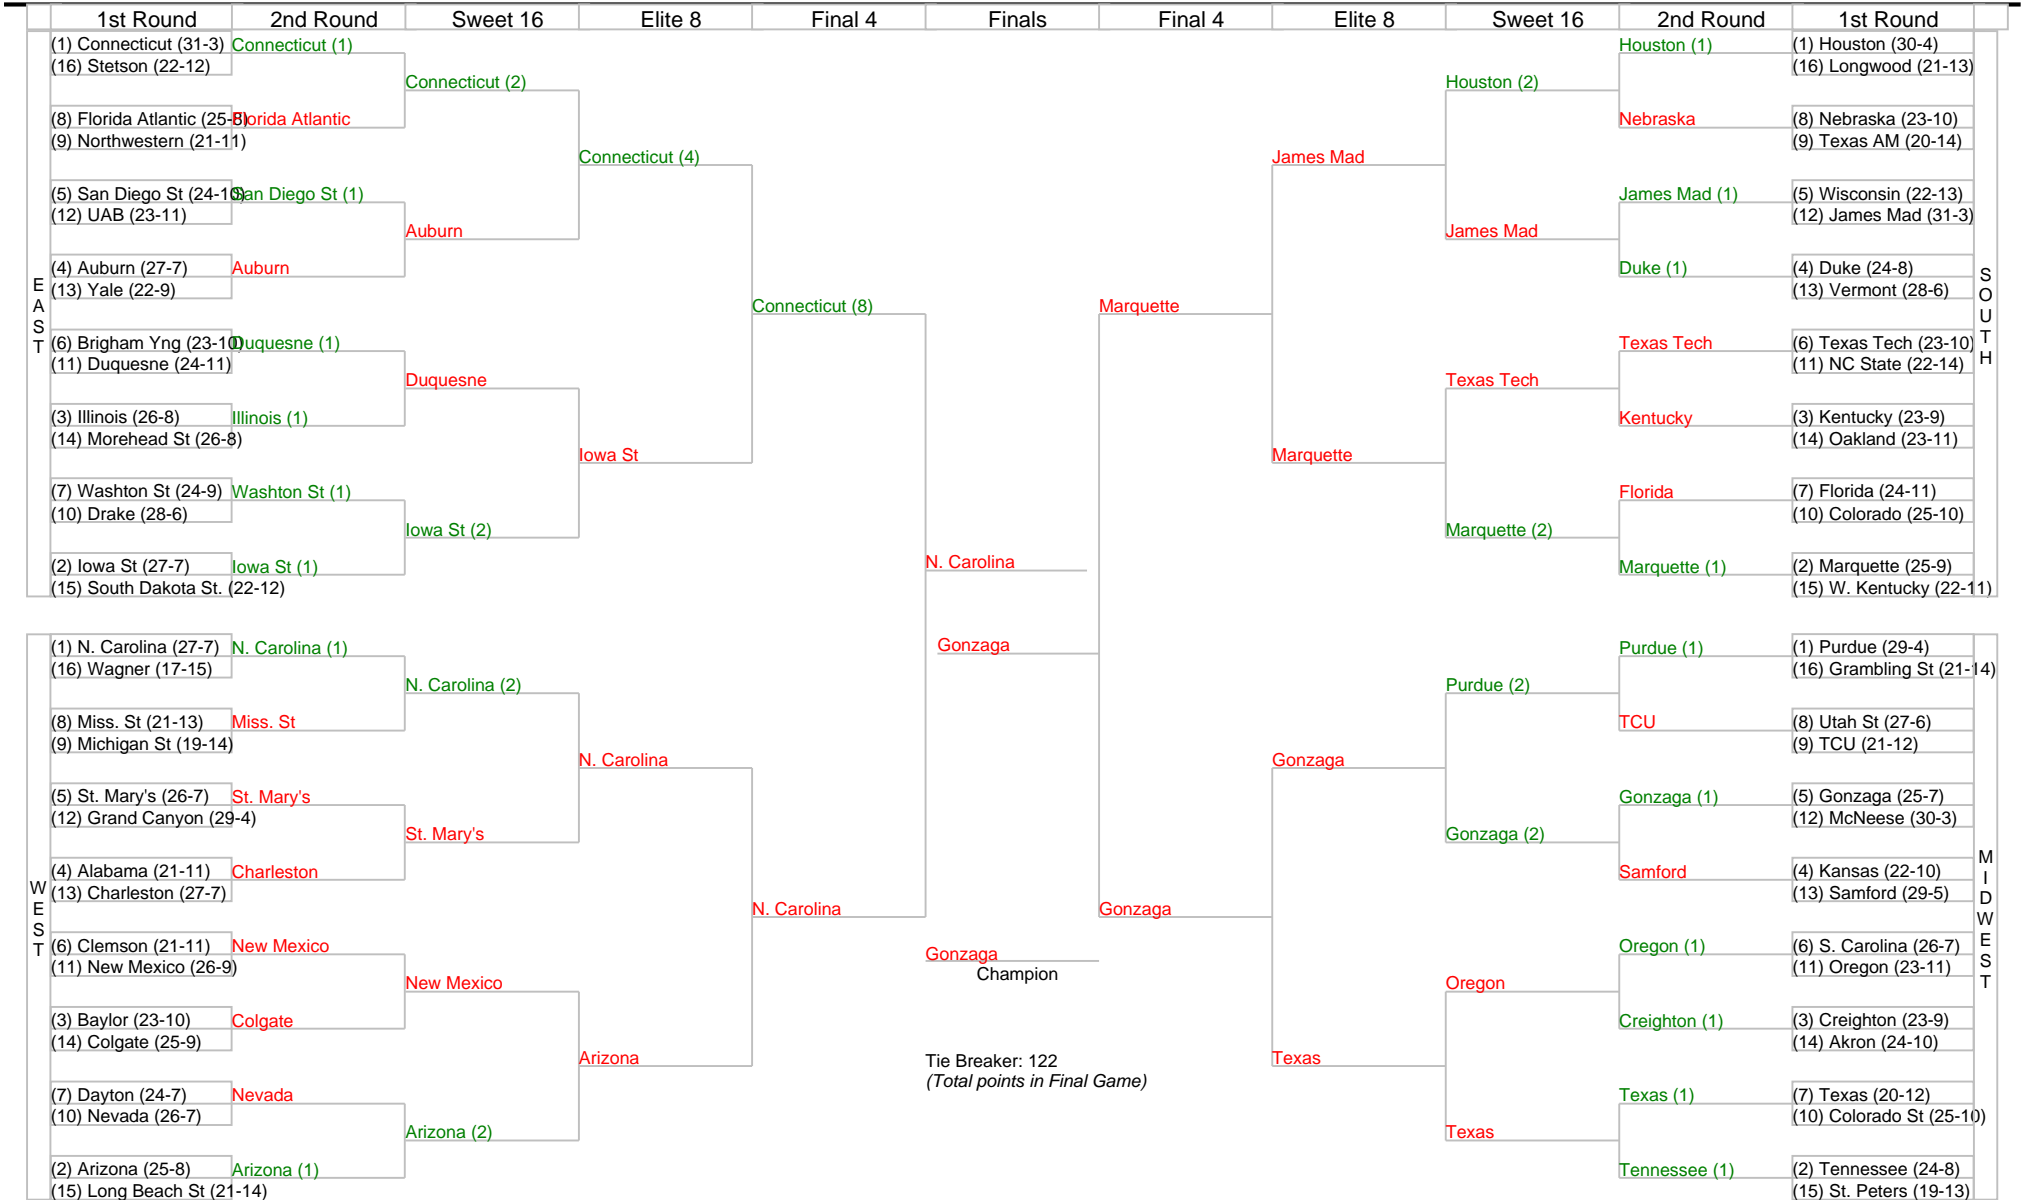 1st Round 2nd Round Sweet 16 Elite 8 Final 4 Finals Final 4 Elite 8 Sweet 16 2nd Round 1st Round
EAST
(1) Connecticut (31-3)
(16) Stetson (22-12)
(8) Florida Atlantic (25-8)
(9) Northwestern (21-11)
(5) San Diego St (24-10)
(12) UAB (23-11)
(4) Auburn (27-7)
(13) Yale (22-9)
(6) Brigham Yng (23-10)
(11) Duquesne (24-11)
(3) Illinois (26-8)
(14) Morehead St (26-8)
(7) Washton St (24-9)
(10) Drake (28-6)
(2) Iowa St (27-7)
(15) South Dakota St. (22-12)
Connecticut (1)
Florida Atlantic
San Diego St (1)
Auburn
Duquesne (1)
Illinois (1)
Washton St (1)
Iowa St (1)
Connecticut (2)
Auburn
Duquesne
Iowa St (2)
Connecticut (4)
Iowa St
Connecticut (8)
WEST
(1) N. Carolina (27-7)
(16) Wagner (17-15)
(8) Miss. St (21-13)
(9) Michigan St (19-14)
(5) St. Mary's (26-7)
(12) Grand Canyon (29-4)
(4) Alabama (21-11)
(13) Charleston (27-7)
(6) Clemson (21-11)
(11) New Mexico (26-9)
(3) Baylor (23-10)
(14) Colgate (25-9)
(7) Dayton (24-7)
(10) Nevada (26-7)
(2) Arizona (25-8)
(15) Long Beach St (21-14)
N. Carolina (1)
Miss. St
St. Mary's
Charleston
New Mexico
Colgate
Nevada
Arizona (1)
N. Carolina (2)
St. Mary's
New Mexico
Arizona (2)
N. Carolina
Arizona
N. Carolina
N. Carolina
Gonzaga
Gonzaga
Champion
Tie Breaker: 122
(Total points in Final Game)
Marquette
James Mad
Marquette
Houston (2)
James Mad
Texas Tech
Marquette (2)
Houston (1)
Nebraska
James Mad (1)
Duke (1)
Texas Tech
Kentucky
Florida
Marquette (1)
(1) Houston (30-4)
(16) Longwood (21-13)
(8) Nebraska (23-10)
(9) Texas AM (20-14)
(5) Wisconsin (22-13)
(12) James Mad (31-3)
(4) Duke (24-8)
(13) Vermont (28-6)
(6) Texas Tech (23-10)
(11) NC State (22-14)
(3) Kentucky (23-9)
(14) Oakland (23-11)
(7) Florida (24-11)
(10) Colorado (25-10)
(2) Marquette (25-9)
(15) W. Kentucky (22-11)
SOUTH
Gonzaga
Gonzaga
Texas
Purdue (2)
Gonzaga (2)
Oregon
Texas
Purdue (1)
TCU
Gonzaga (1)
Samford
Oregon (1)
Creighton (1)
Texas (1)
Tennessee (1)
(1) Purdue (29-4)
(16) Grambling St (21-14)
(8) Utah St (27-6)
(9) TCU (21-12)
(5) Gonzaga (25-7)
(12) McNeese (30-3)
(4) Kansas (22-10)
(13) Samford (29-5)
(6) S. Carolina (26-7)
(11) Oregon (23-11)
(3) Creighton (23-9)
(14) Akron (24-10)
(7) Texas (20-12)
(10) Colorado St (25-10)
(2) Tennessee (24-8)
(15) St. Peters (19-13)
MIDWEST